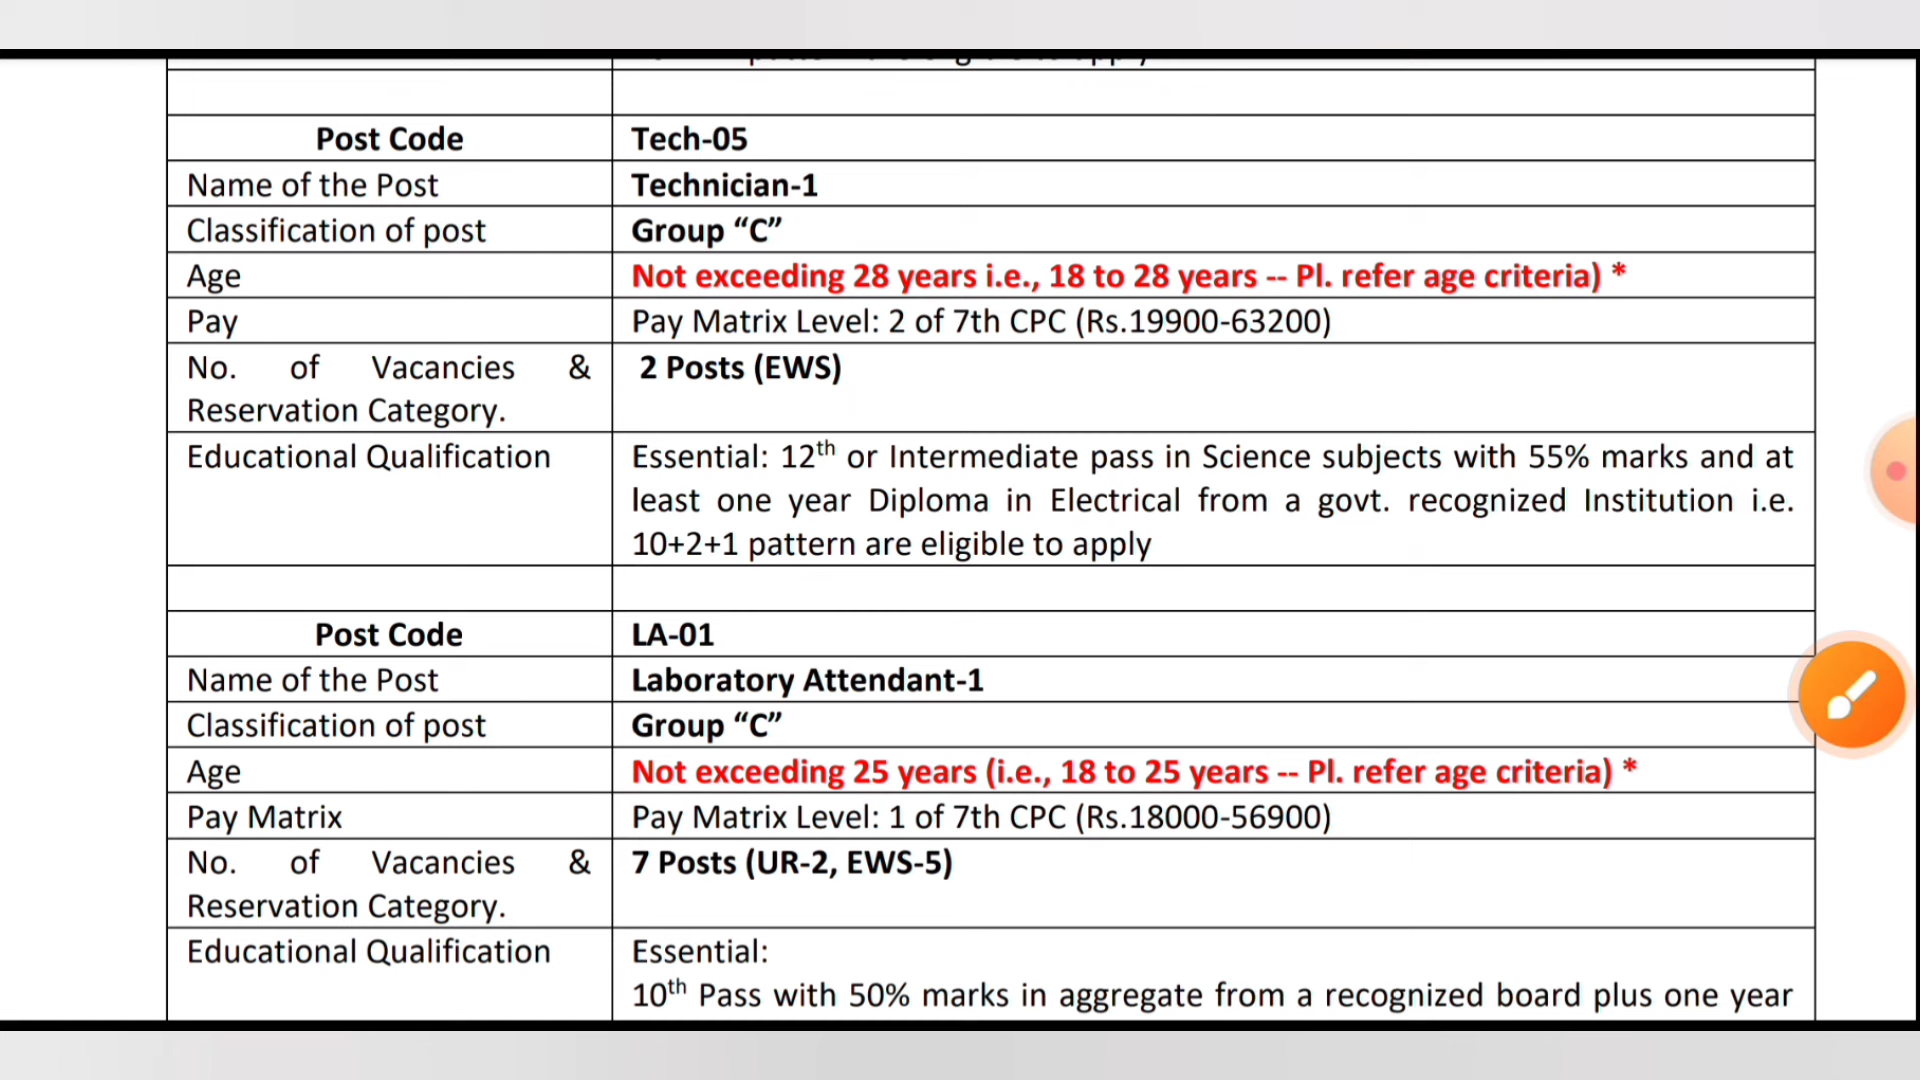 Post Code Tech-05
Name of the Post Technician-1
Classification of post Group “C”
Age Not exceeding 28 years i.e., 18 to 28 years -- Pl. refer age criteria) *
Pay Pay Matrix Level: 2 of 7th CPC (Rs.19900-63200)
No. of Vacancies & 2 Posts (EWS)
Reservation Category.
Educational Qualification Essential: 12th or Intermediate pass in Science subjects with 55% marks and at
least one year Diploma in Electrical from a govt. recognized Institution i.e.
10+2+1 pattern are eligible to apply
Post Code LA-01
Name of the Post Laboratory Attendant-1
Classification of post Group “C”
Age Not exceeding 25 years (i.e., 18 to 25 years -- Pl. refer age criteria) *
Pay Matrix Pay Matrix Level: 1 of 7th CPC (Rs.18000-56900)
No. of Vacancies & 7 Posts (UR-2, EWS-5)
Reservation Category.
Educational Qualification Essential:
10th Pass with 50% marks in aggregate from a recognized board plus one year